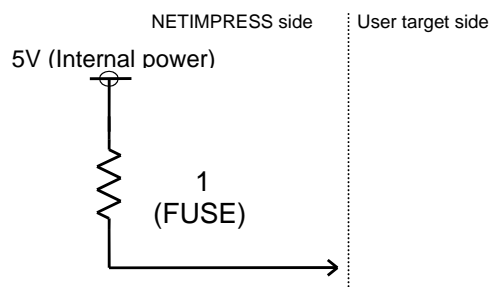 NETIMPRESS side
User target side
5V (Internal power)
1
(FUSE)